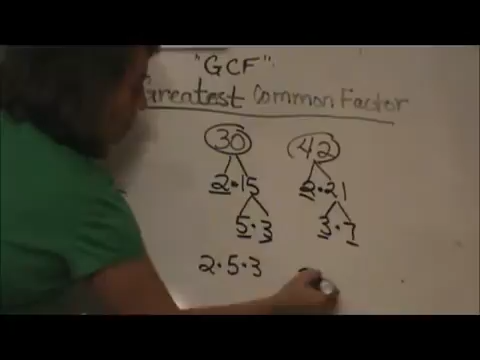 "GCF":
Greatest Common Factor
30 42
2·15 2·21
5·3 3·7
2·5·3